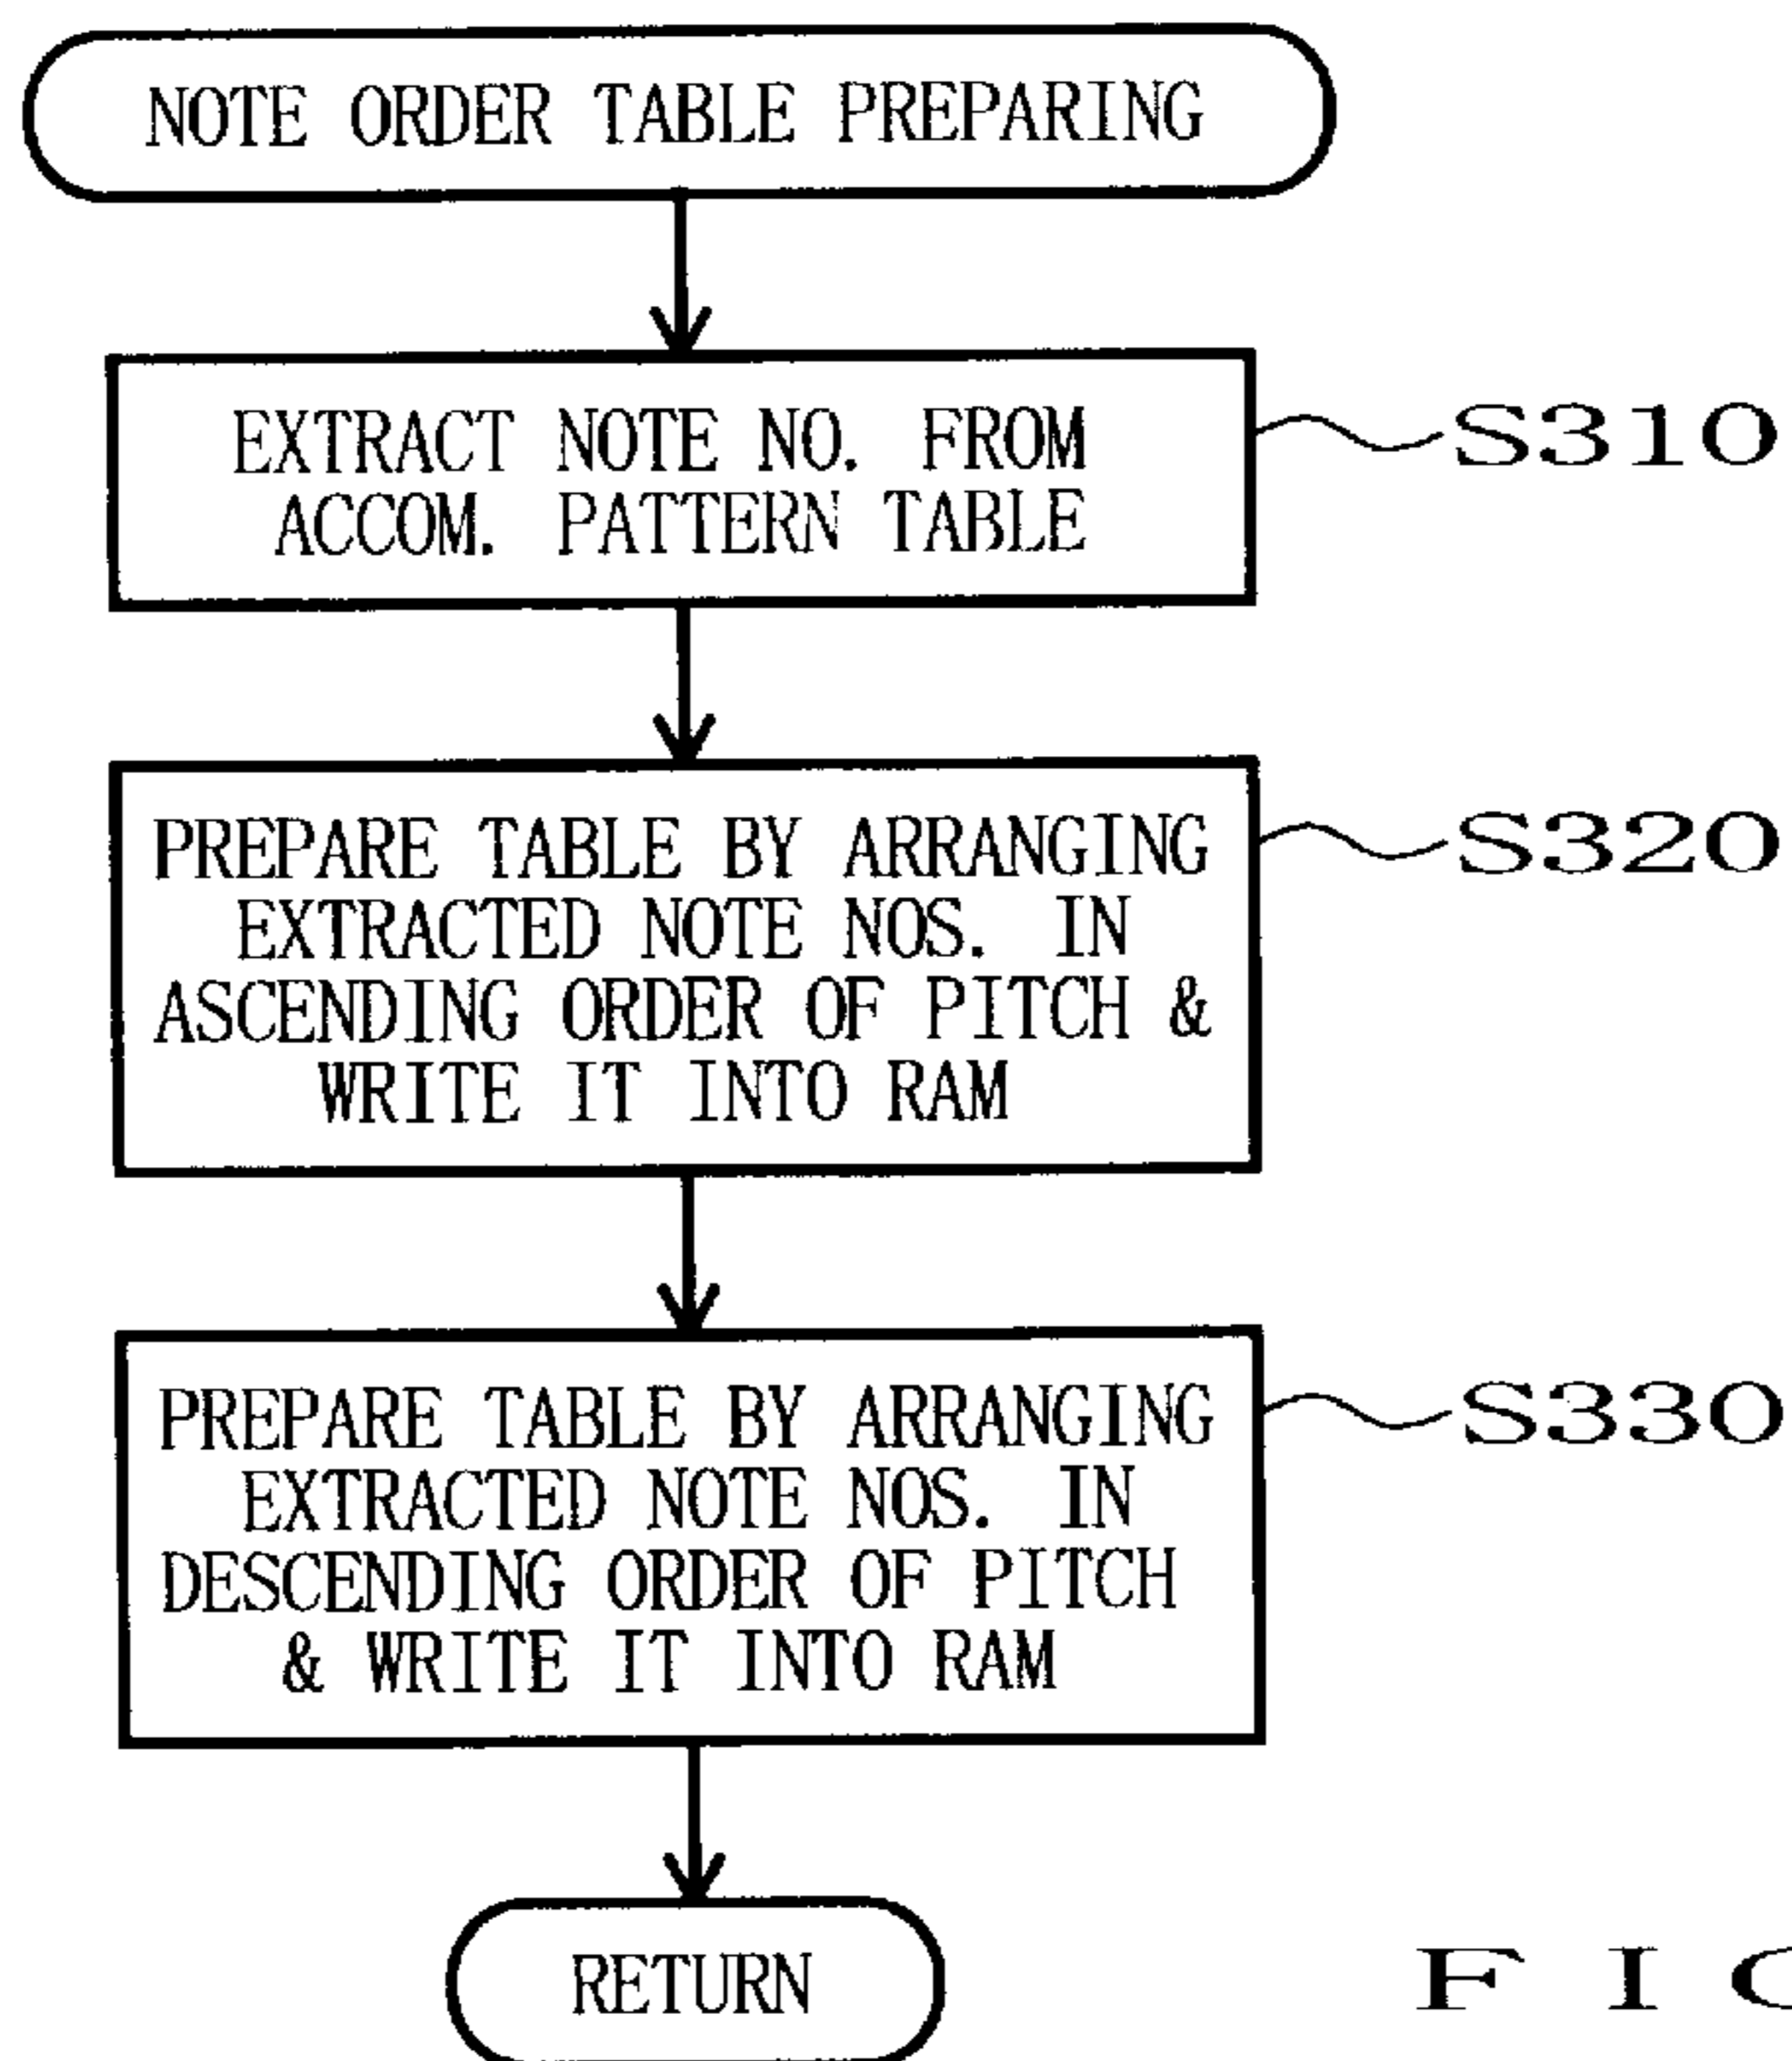 NOTE ORDER TABLE PREPARING
EXTRACT NOTE NO. FROM
ACCOM. PATTERN TABLE
S310
PREPARE TABLE BY ARRANGING
EXTRACTED NOTE NOS. IN
ASCENDING ORDER OF PITCH &
WRITE IT INTO RAM
S320
PREPARE TABLE BY ARRANGING
EXTRACTED NOTE NOS. IN
DESCENDING ORDER OF PITCH
& WRITE IT INTO RAM
S330
RETURN